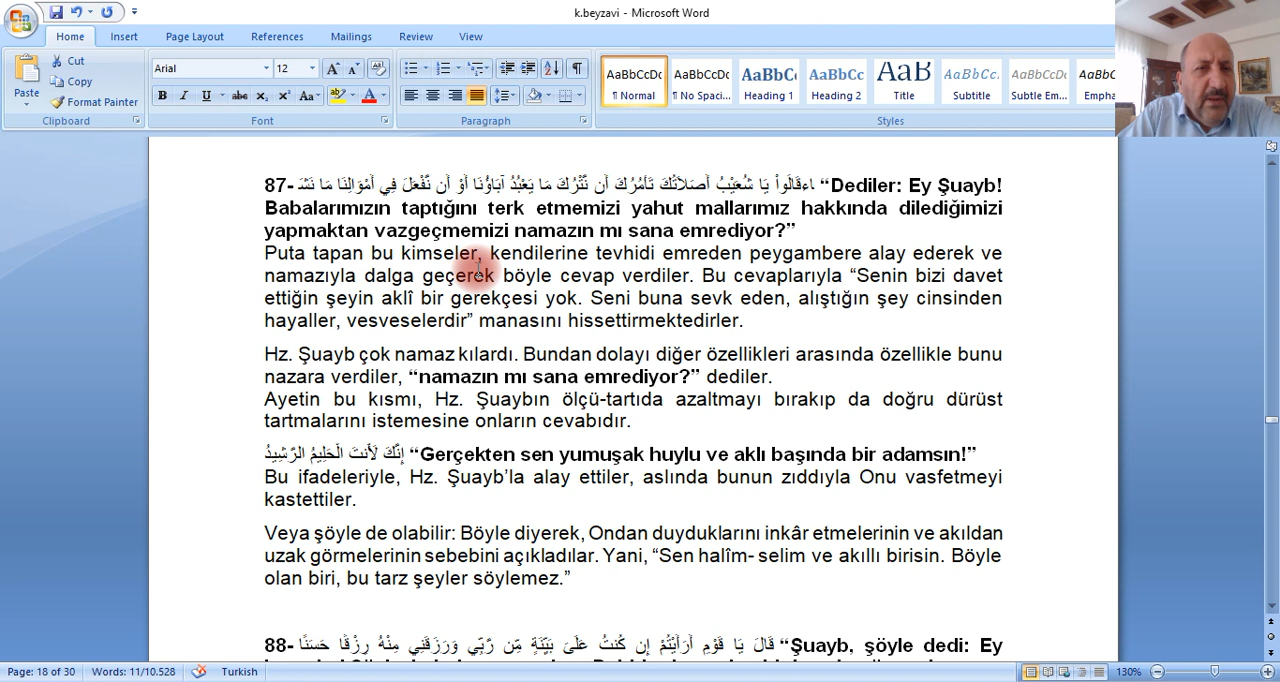 k.beyzavi - Microsoft Word
Home Insert Page Layout References Mailings Review View
Paste Cut Copy Format Painter
Arial 12
AaBbCcDc AaBbCcDc AaBbCc AaBbCc AaB AaBbCc. AaBbCcDc AaBbCc
¶ Normal ¶ No Spaci... Heading 1 Heading 2 Title Subtitle Subtle Em... Empha
Clipboard Font Paragraph Styles
87- قَالُواْ يَا شُعَيْبُ أَصَلاَتُكَ تَأْمُرُكَ أَن نَّتْرُكَ مَا يَعْبُدُ آبَاؤُنَا أَوْ أَن نَّفْعَلَ فِي أَمْوَالِنَا مَا “Dediler: Ey Şuayb!
Babalarımızın taptığını terk etmemizi yahut mallarımız hakkında dilediğimizi
yapmaktan vazgeçmemizi namazın mı sana emrediyor?”
Puta tapan bu kimseler, kendilerine tevhidi emreden peygambere alay ederek ve
namazıyla dalga geçerek böyle cevap verdiler. Bu cevaplarıyla “Senin bizi davet
ettiğin şeyin aklî bir gerekçesi yok. Seni buna sevk eden, alıştığın şey cinsinden
hayaller, vesveselerdir” manasını hissettirmektedirler.
Hz. Şuayb çok namaz kılardı. Bundan dolayı diğer özellikleri arasında özellikle bunu
nazara verdiler, “namazın mı sana emrediyor?” dediler.
Ayetin bu kısmı, Hz. Şuaybın ölçü-tartıda azaltmayı bırakıp da doğru dürüst
tartmalarını istemesine onların cevabıdır.
إِنَّكَ لَأَنتَ الْحَلِيمُ الرَّشِيدُ “Gerçekten sen yumuşak huylu ve aklı başında bir adamsın!”
Bu ifadeleriyle, Hz. Şuayb’la alay ettiler, aslında bunun zıddıyla Onu vasfetmeyi
kastettiler.
Veya şöyle de olabilir: Böyle diyerek, Ondan duyduklarını inkâr etmelerinin ve akıldan
uzak görmelerinin sebebini açıkladılar. Yani, “Sen halîm- selim ve akıllı birisin. Böyle
olan biri, bu tarz şeyler söylemez.”
88- قَالَ يَا قَوْمِ أَرَأَيْتُمْ إِن كُنتُ عَلَىَ بَيِّنَةٍ مِّن رَّبِّي وَرَزَقَنِي مِنْهُ رِزْقًا حَسَنًا “Şuayb, şöyle dedi: Ey
Page: 18 of 30 Words: 11/10.528 Turkish 130%